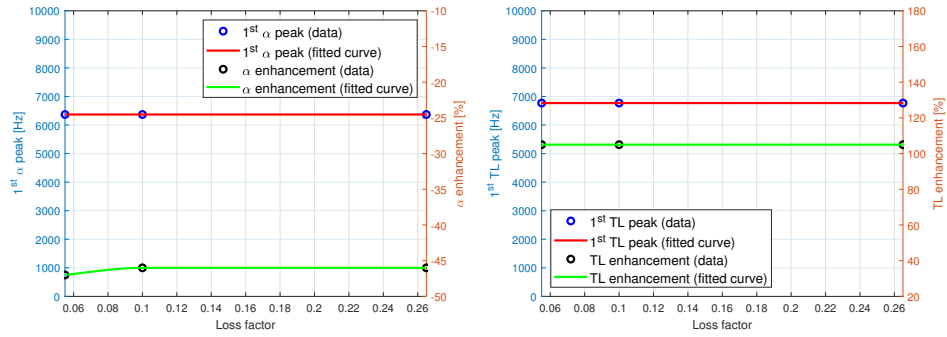 10000
9000
8000
7000
6000
5000
4000
3000
2000
1000
0
1st α peak [Hz]
0.06 0.08 0.1 0.12 0.14 0.16 0.18 0.2 0.22 0.24 0.26
Loss factor
-10
-15
-20
-25
-30
-35
-40
-45
-50
α enhancement [%]
1st α peak (data)
1st α peak (fitted curve)
α enhancement (data)
α enhancement (fitted curve)
10000
9000
8000
7000
6000
5000
4000
3000
2000
1000
0
1st TL peak [Hz]
0.06 0.08 0.1 0.12 0.14 0.16 0.18 0.2 0.22 0.24 0.26
Loss factor
180
160
140
120
100
80
60
40
20
TL enhancement [%]
1st TL peak (data)
1st TL peak (fitted curve)
TL enhancement (data)
TL enhancement (fitted curve)